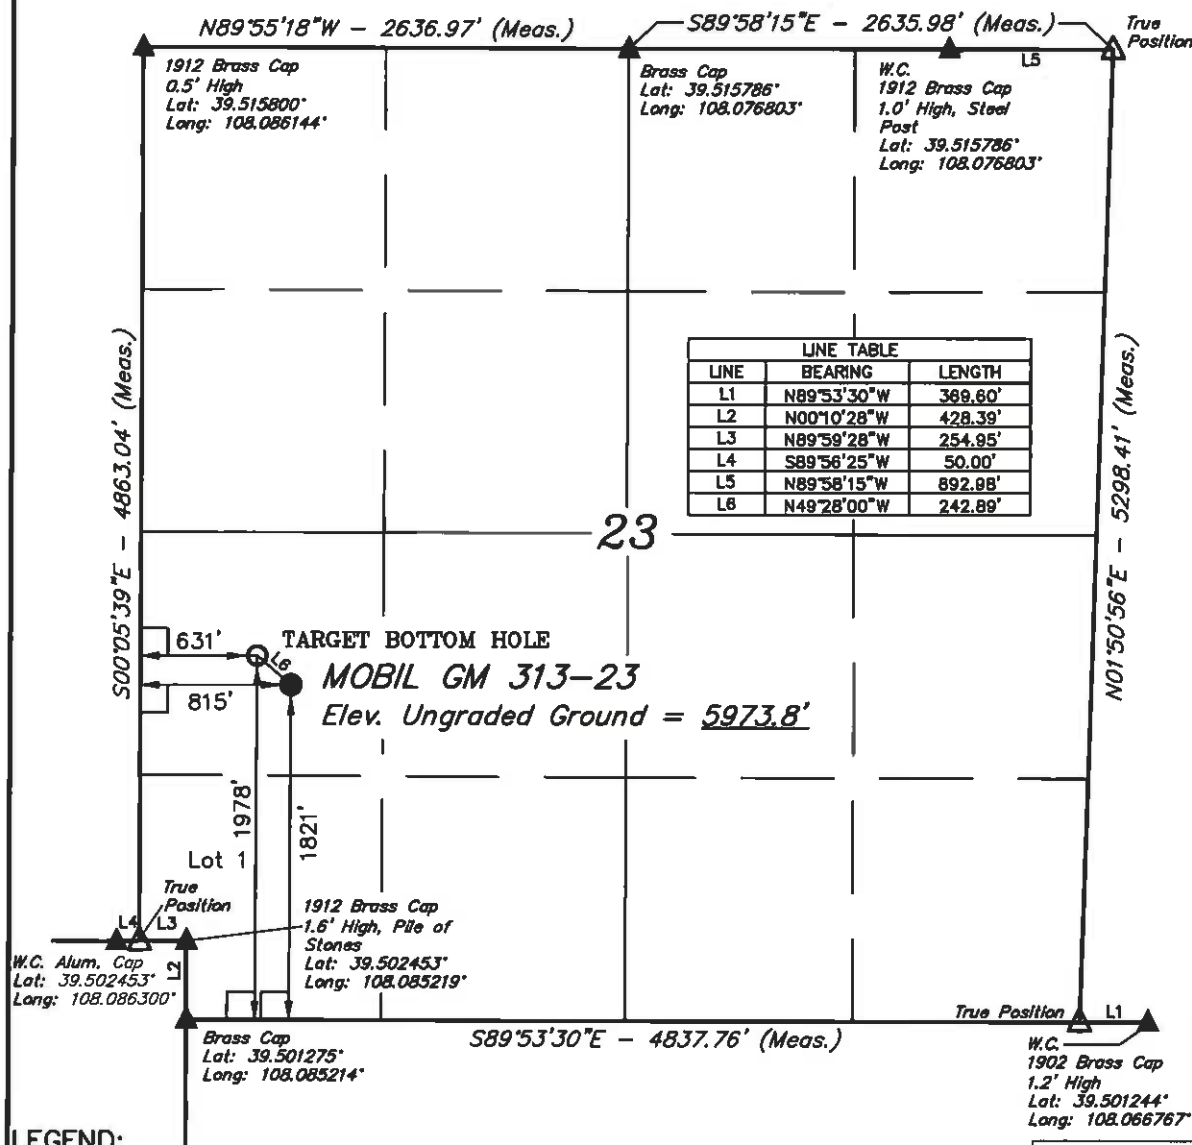 N89°55'18"W - 2636.97' (Meas.)
S89°58'15"E - 2635.98' (Meas.)
True
Position
1912 Brass Cap
0.5' High
Lat: 39.515800°
Long: 108.086144°
Brass Cap
Lat: 39.515786°
Long: 108.076803°
W.C.
1912 Brass Cap
1.0' High, Steel
Post
Lat: 39.515786°
Long: 108.076803°
L5
LINE TABLE
LINE BEARING LENGTH
L1 N89°53'30"W 369.60'
L2 N00°10'28"W 428.39'
L3 N89°59'28"W 254.95'
L4 S89°56'25"W 50.00'
L5 N89°58'15"W 892.98'
L6 N49°28'00"W 242.89'
S00°05'39"E - 4863.04' (Meas.)
N01°50'56"E - 5298.41' (Meas.)
23
631'
TARGET BOTTOM HOLE
L6
MOBIL GM 313-23
815'
Elev. Ungraded Ground = 5973.8'
1978'
1821'
Lot 1
True
Position
L4 L3
L2
1912 Brass Cap
1.6' High, Pile of
Stones
Lat: 39.502453°
Long: 108.085219°
W.C. Alum. Cap
Lat: 39.502453°
Long: 108.086300°
Brass Cap
Lat: 39.501275°
Long: 108.085214°
S89°53'30"E - 4837.76' (Meas.)
True Position
L1
W.C.
1902 Brass Cap
1.2' High
Lat: 39.501244°
Long: 108.066767°
LEGEND: